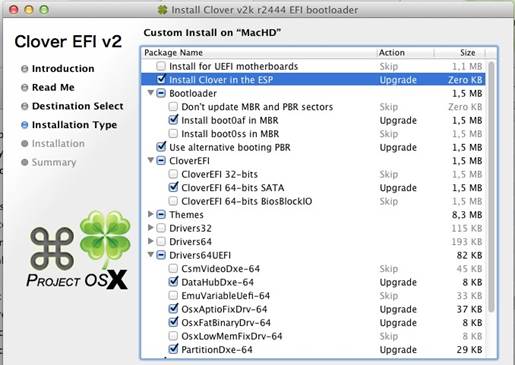 Install Clover v2k r2444 EFI bootloader
Clover EFI v2
Custom Install on “MacHD”
Introduction
Read Me
Destination Select
Installation Type
Installation
Summary
PROJECT OSX
Package Name Action Size
Install for UEFI motherboards Skip 1,1 MB
Install Clover in the ESP Upgrade Zero KB
Bootloader 1,5 MB
Don't update MBR and PBR sectors Skip Zero KB
Install boot0af in MBR Upgrade 1,5 MB
Install boot0ss in MBR Skip 1,5 MB
Use alternative booting PBR Upgrade 1,5 MB
CloverEFI 1,5 MB
CloverEFI 32-bits Skip 1,5 MB
CloverEFI 64-bits SATA Upgrade 1,5 MB
CloverEFI 64-bits BiosBlockIO Skip 1,5 MB
Themes 8,3 MB
Drivers32 Skip 115 KB
Drivers64 Skip 193 KB
Drivers64UEFI 82 KB
CsmVideoDxe-64 Skip 45 KB
DataHubDxe-64 Upgrade 8 KB
EmuVariableUefi-64 Skip 33 KB
OsxAptioFixDrv-64 Upgrade 37 KB
OsxFatBinaryDrv-64 Upgrade 8 KB
OsxLowMemFixDrv-64 Skip 8 KB
PartitionDxe-64 Upgrade 29 KB